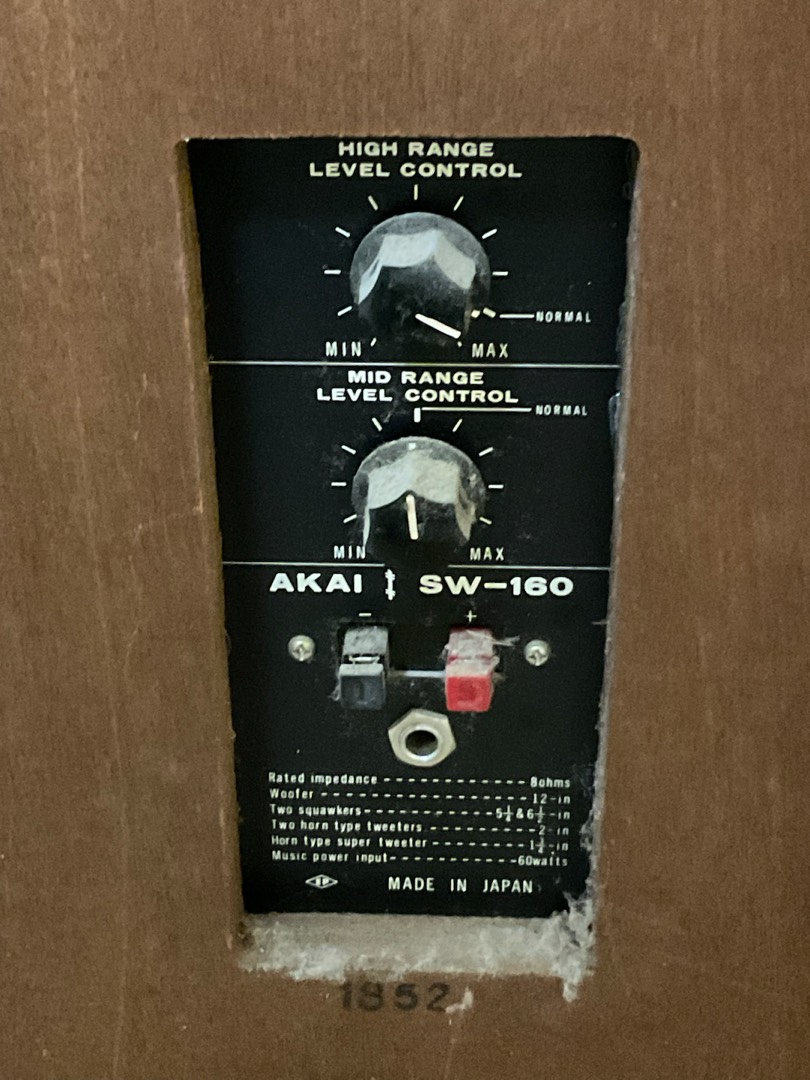 HIGH RANGE
LEVEL CONTROL
NORMAL
MIN MAX
MID RANGE
LEVEL CONTROL
NORMAL
MIN MAX
AKAI SW-160
- +
Rated impedance ------------ 8ohms
Woofer ----------------- 12-in
Two squawkers ----------- 5¼&6½-in
Two horn type tweeters -------- 2-in
Horn type super tweeter ------- 1½-in
Music power input ---------- 60watts
MADE IN JAPAN
1852